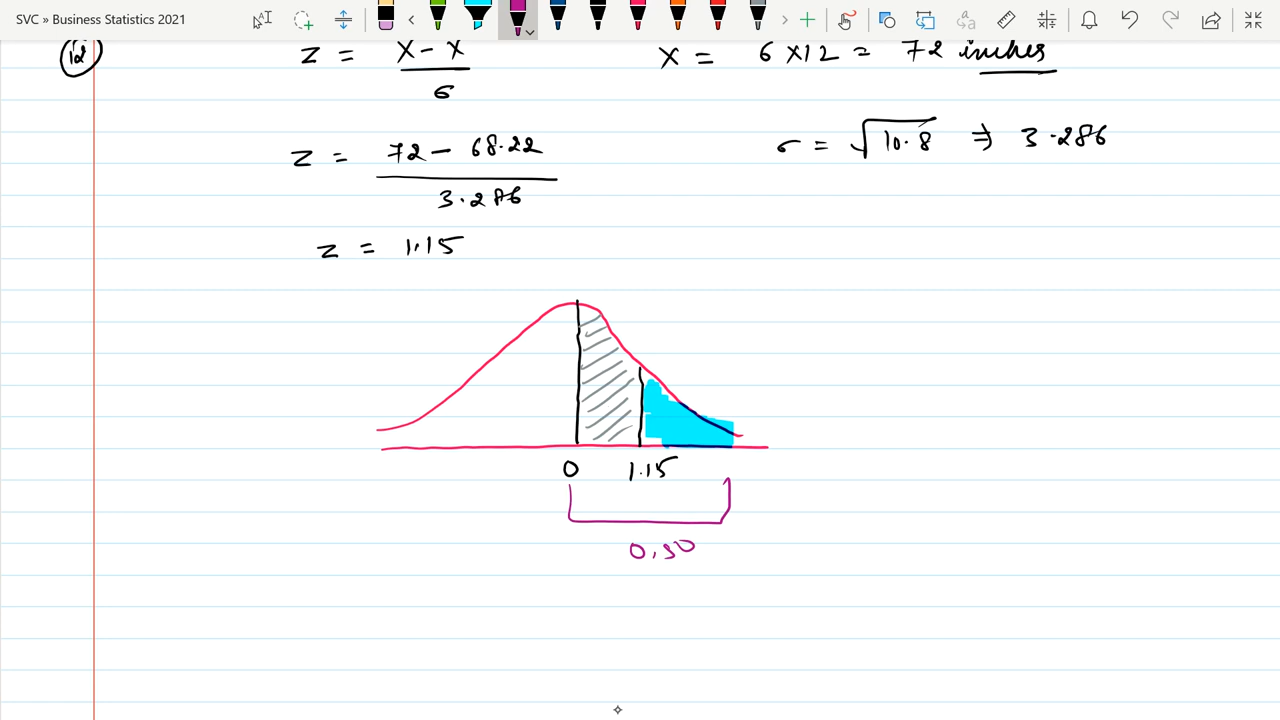 SVC » Business Statistics 2021
12
Z = X - X
6
X = 6 X 12 = 72 inches
σ = √10.8 ⇒ 3.286
Z = 72 - 68.22
3.286
Z = 1.15
0 1.15
0.50